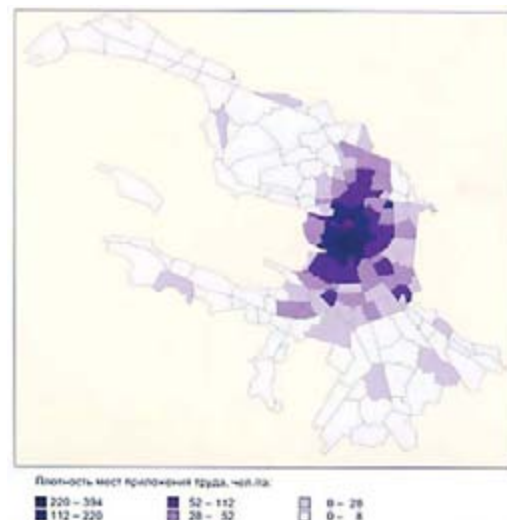 Плотность мест приложения труда, чел./га:
220 – 394 52 – 112 8 – 28
112 – 220 28 – 52 0 – 8